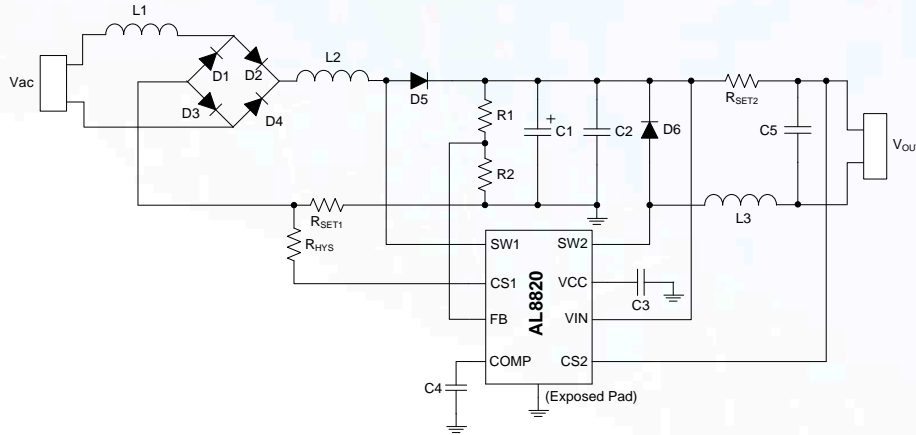 L1
Vac
D1
D2
D3
D4
L2
D5
R1
R2
C1
+
C2
D6
RSET2
C5
VOUT
L3
RSET1
RHYS
SW1
SW2
CS1
VCC
C3
AL8820
FB
VIN
COMP
CS2
C4
(Exposed Pad)